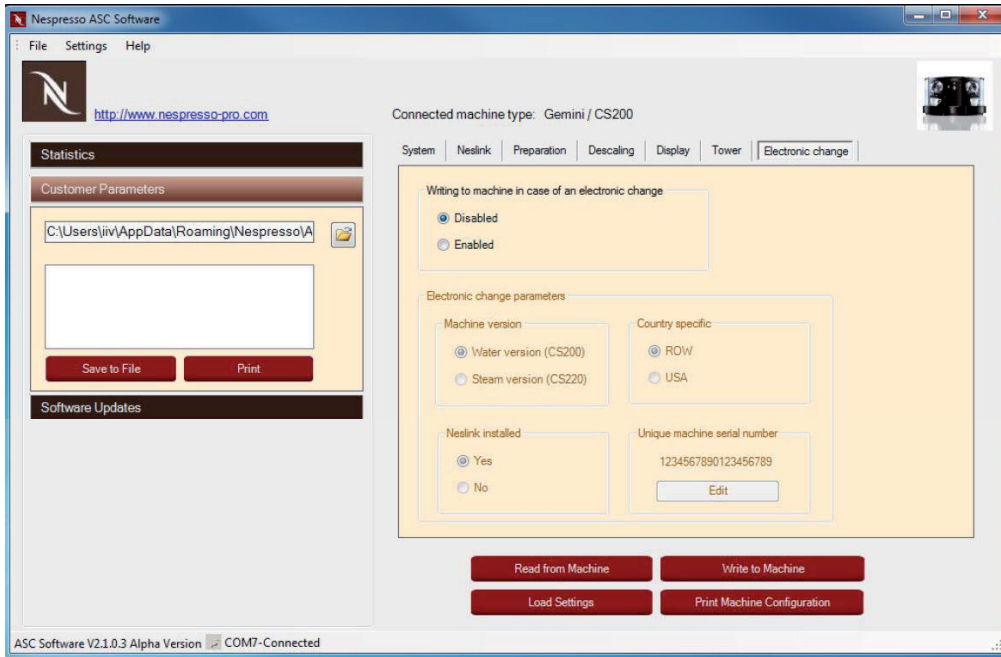 Nespresso ASC Software
File Settings Help
N
http://www.nespresso-pro.com
Connected machine type: Gemini / CS200
Statistics
Customer Parameters
C:\Users\iiv\AppData\Roaming\Nespresso\A
Save to File Print
Software Updates
System Neslink Preparation Descaling Display Tower Electronic change
Writing to machine in case of an electronic change
Disabled
Enabled
Electronic change parameters
Machine version
Water version (CS200)
Steam version (CS220)
Country specific
ROW
USA
Neslink installed
Yes
No
Unique machine serial number
1234567890123456789
Edit
Read from Machine Write to Machine
Load Settings Print Machine Configuration
ASC Software V2.1.0.3 Alpha Version COM7-Connected